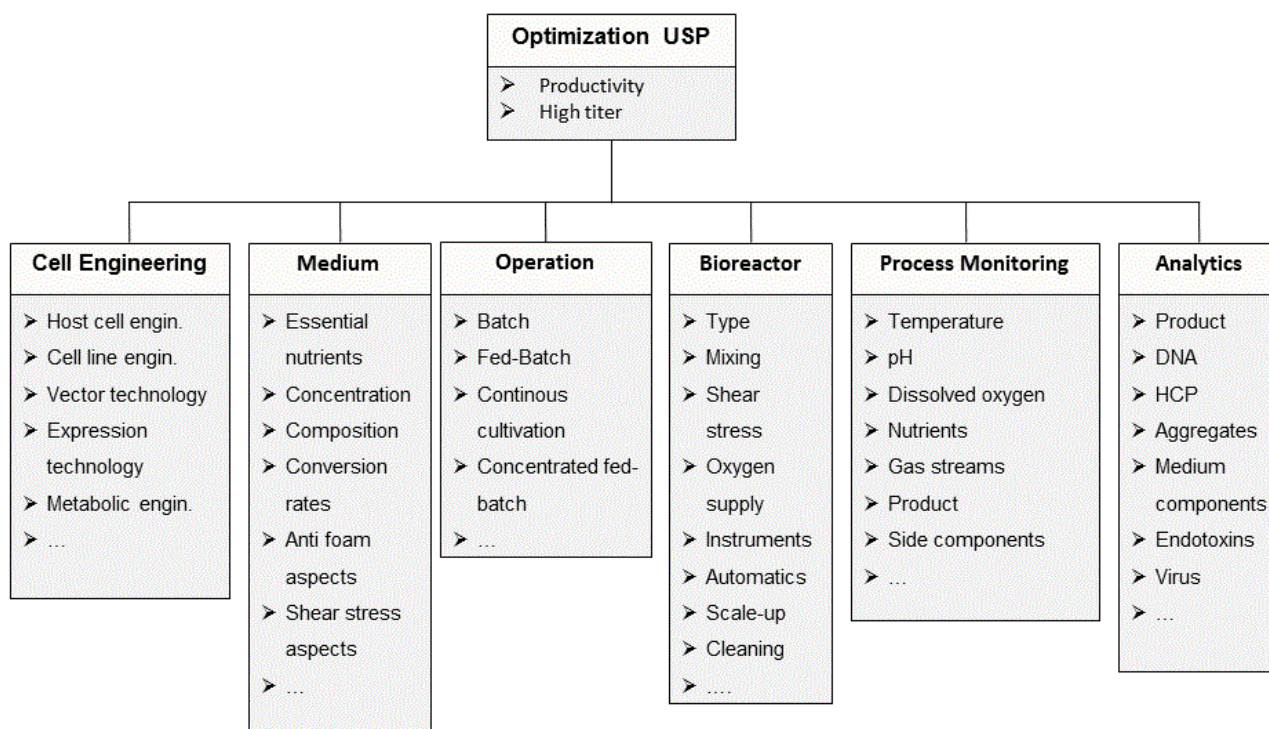 Optimization USP
➢ Productivity
➢ High titer
Cell Engineering
➢ Host cell engin.
➢ Cell line engin.
➢ Vector technology
➢ Expression
technology
➢ Metabolic engin.
➢ ...
Medium
➢ Essential
nutrients
➢ Concentration
➢ Composition
➢ Conversion
rates
➢ Anti foam
aspects
➢ Shear stress
aspects
➢ ...
Operation
➢ Batch
➢ Fed-Batch
➢ Continous
cultivation
➢ Concentrated fed-
batch
➢ ...
Bioreactor
➢ Type
➢ Mixing
➢ Shear
stress
➢ Oxygen
supply
➢ Instruments
➢ Automatics
➢ Scale-up
➢ Cleaning
➢ ....
Process Monitoring
➢ Temperature
➢ pH
➢ Dissolved oxygen
➢ Nutrients
➢ Gas streams
➢ Product
➢ Side components
➢ ...
Analytics
➢ Product
➢ DNA
➢ HCP
➢ Aggregates
➢ Medium
components
➢ Endotoxins
➢ Virus
➢ ...